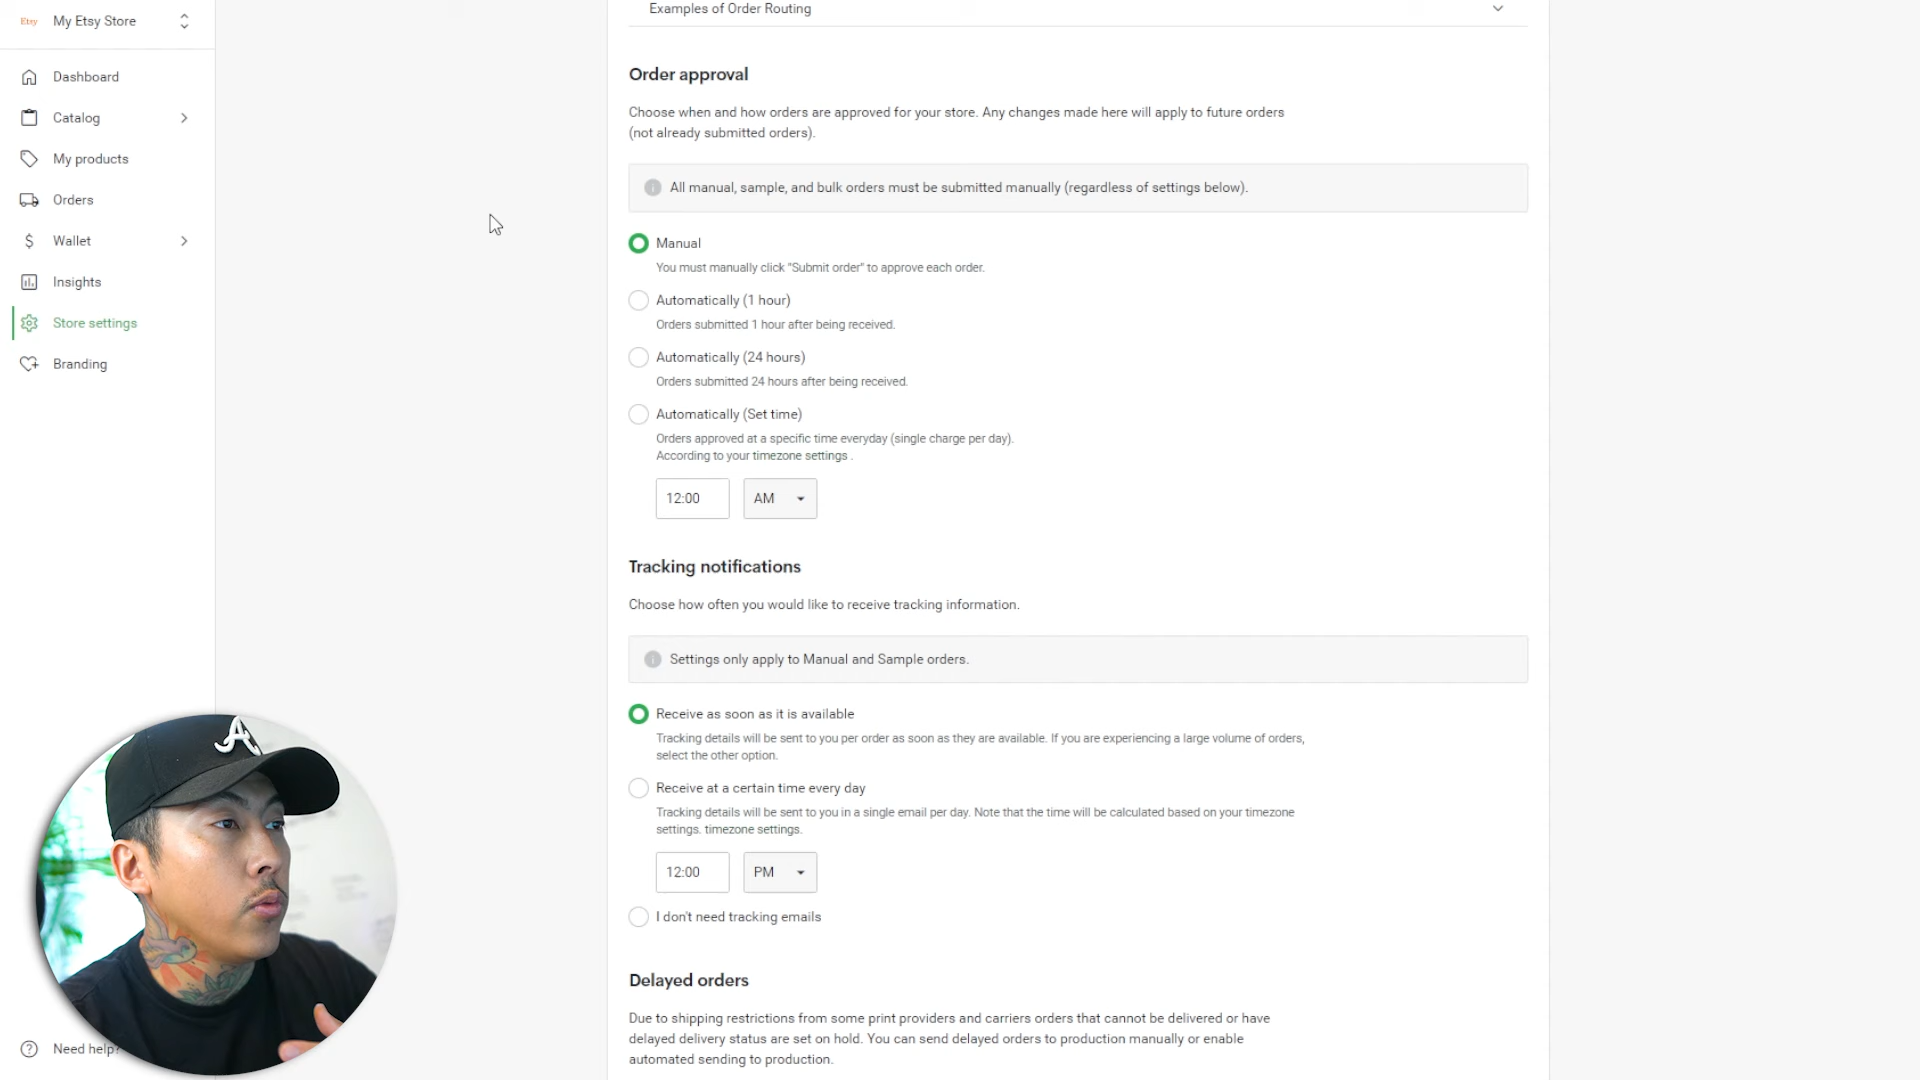 Etsy
My Etsy Store
Dashboard
Catalog
My products
Orders
$ Wallet
Insights
Store settings
Branding
? Need help?
Examples of Order Routing
Order approval
Choose when and how orders are approved for your store. Any changes made here will apply to future orders
(not already submitted orders).
i All manual, sample, and bulk orders must be submitted manually (regardless of settings below).
Manual
You must manually click "Submit order" to approve each order.
Automatically (1 hour)
Orders submitted 1 hour after being received.
Automatically (24 hours)
Orders submitted 24 hours after being received.
Automatically (Set time)
Orders approved at a specific time everyday (single charge per day).
According to your timezone settings .
12:00 AM
Tracking notifications
Choose how often you would like to receive tracking information.
i Settings only apply to Manual and Sample orders.
Receive as soon as it is available
Tracking details will be sent to you per order as soon as they are available. If you are experiencing a large volume of orders,
select the other option.
Receive at a certain time every day
Tracking details will be sent to you in a single email per day. Note that the time will be calculated based on your timezone
settings. timezone settings.
12:00 PM
I don't need tracking emails
Delayed orders
Due to shipping restrictions from some print providers and carriers orders that cannot be delivered or have
delayed delivery status are set on hold. You can send delayed orders to production manually or enable
automated sending to production.
A